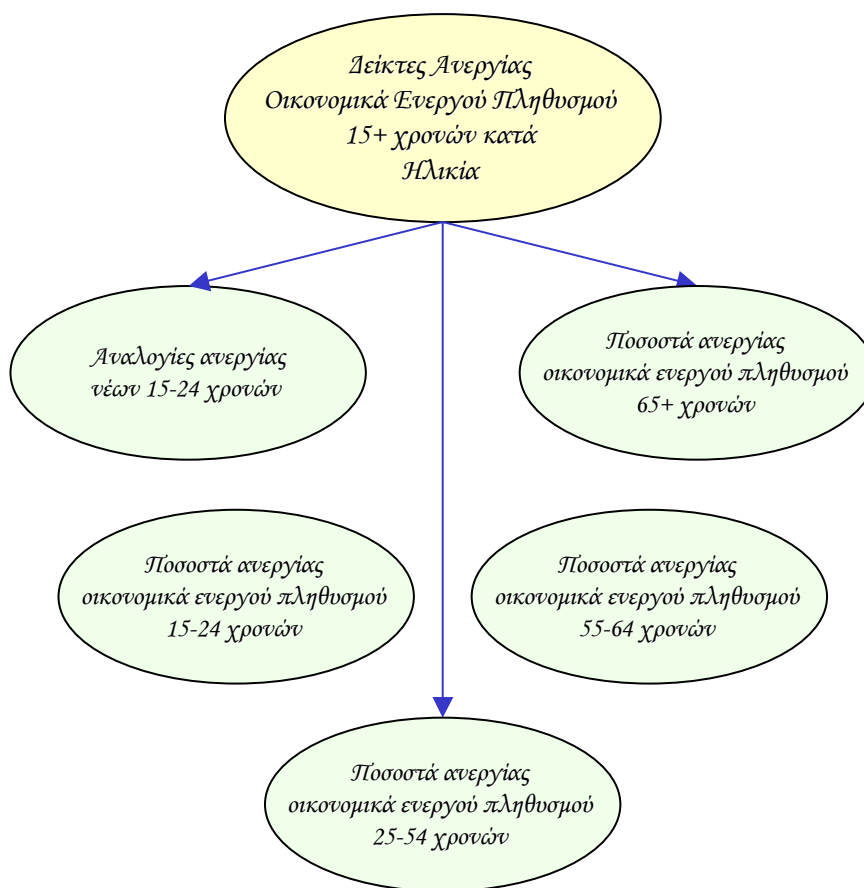 Δείκτες Ανεργίας
Οικονομικά Ενεργού Πληθυσμού
15+ χρονών κατά
Ηλικία
Αναλογίες ανεργίας
νέων 15-24 χρονών
Ποσοστά ανεργίας
οικονομικά ενεργού πληθυσμού
65+ χρονών
Ποσοστά ανεργίας
οικονομικά ενεργού πληθυσμού
15-24 χρονών
Ποσοστά ανεργίας
οικονομικά ενεργού πληθυσμού
55-64 χρονών
Ποσοστά ανεργίας
οικονομικά ενεργού πληθυσμού
25-54 χρονών